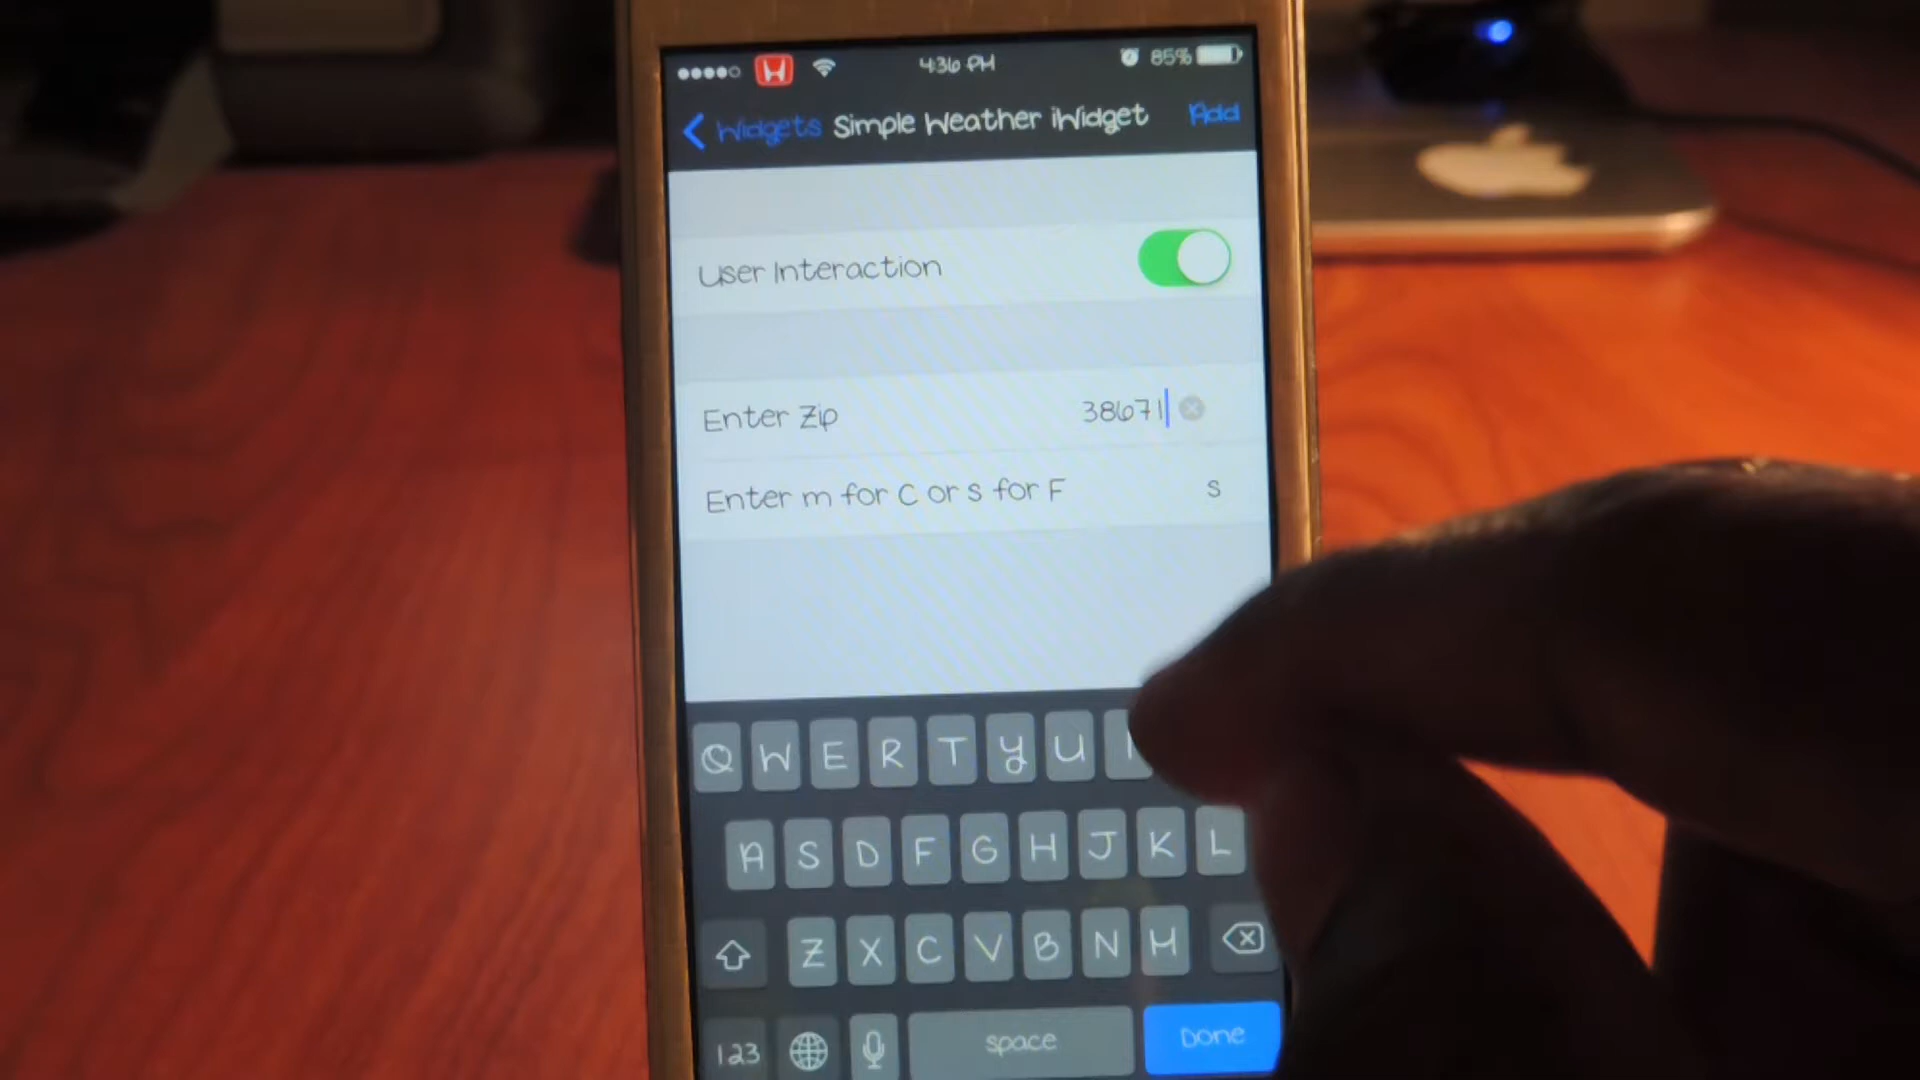 4:36 PM 85%
Widgets Simple Weather iWidget Add
User Interaction
Enter Zip 38671
Enter m for C or s for F s
Q W E R T Y U I
A S D F G H J K L
Z X C V B N M
123 space Done